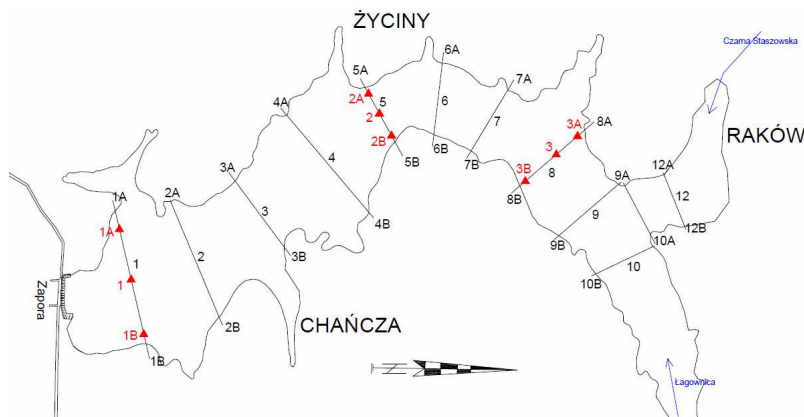 ŻYCINY
Czarna Staszowska
RAKÓW
CHAŃCZA
Zapora
Łagownica
1A
1A
1
1
1B
1B
2A
2
2B
3A
3
3B
4A
4
4B
5A
2A
5
2
2B
5B
6A
6
6B
7A
7
7B
3A
8A
3
8
3B
8B
9A
9
9B
10A
10
10B
12A
12
12B
N